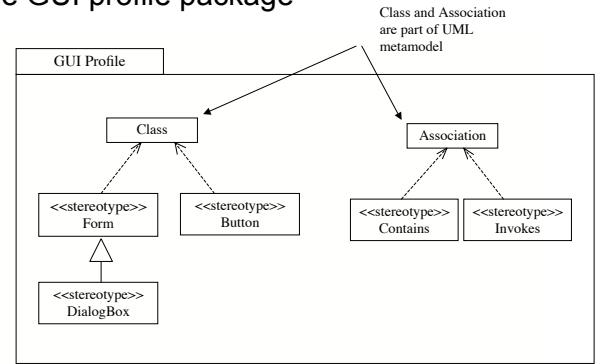 e GUI profile package
Class and Association
are part of UML
metamodel
GUI Profile
Class
Association
<<stereotype>>
Form
<<stereotype>>
Button
<<stereotype>>
Contains
<<stereotype>>
Invokes
<<stereotype>>
DialogBox